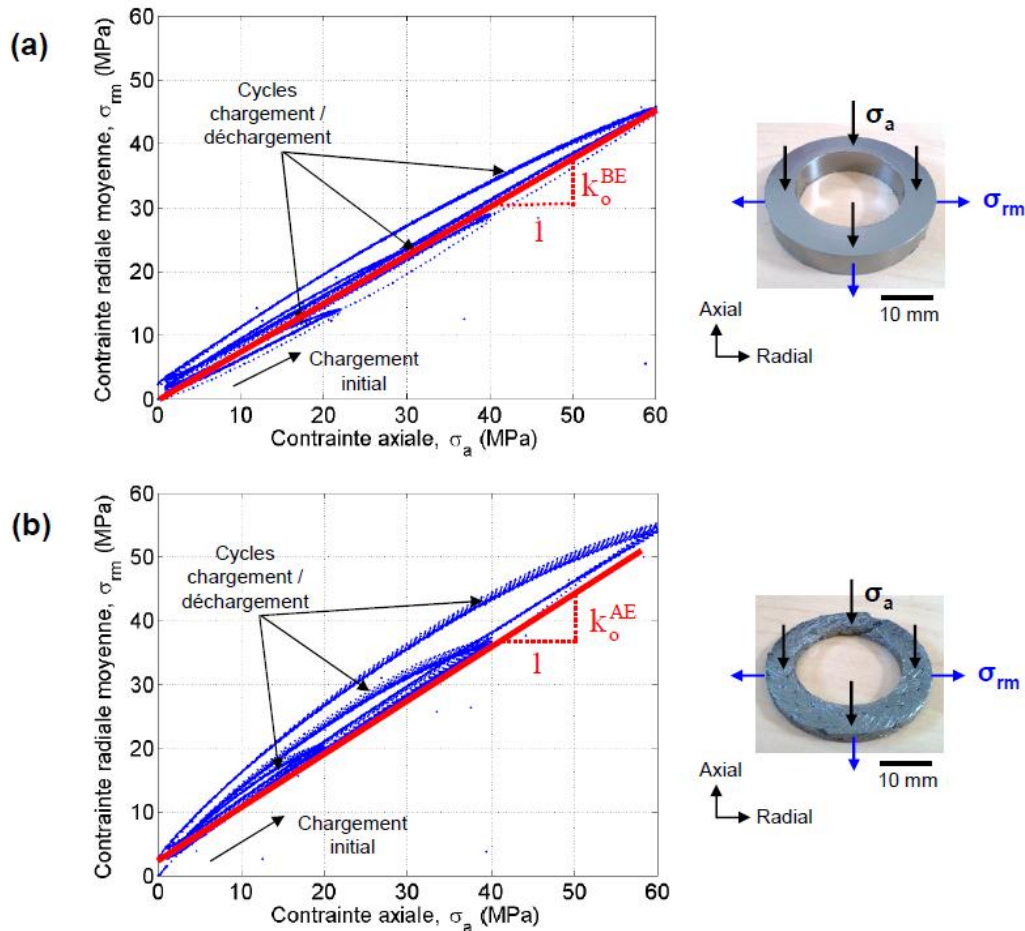 (a)
Contrainte radiale moyenne, σrm (MPa)
60
50
40
30
20
10
0
Cycles
chargement /
déchargement
k_o^BE
1
Chargement
initial
0 10 20 30 40 50 60
Contrainte axiale, σa (MPa)
σa
σrm
Axial
Radial
10 mm
(b)
Contrainte radiale moyenne, σrm (MPa)
60
50
40
30
20
10
0
Cycles
chargement /
déchargement
k_o^AE
1
Chargement
initial
0 10 20 30 40 50 60
Contrainte axiale, σa (MPa)
σa
σrm
Axial
Radial
10 mm